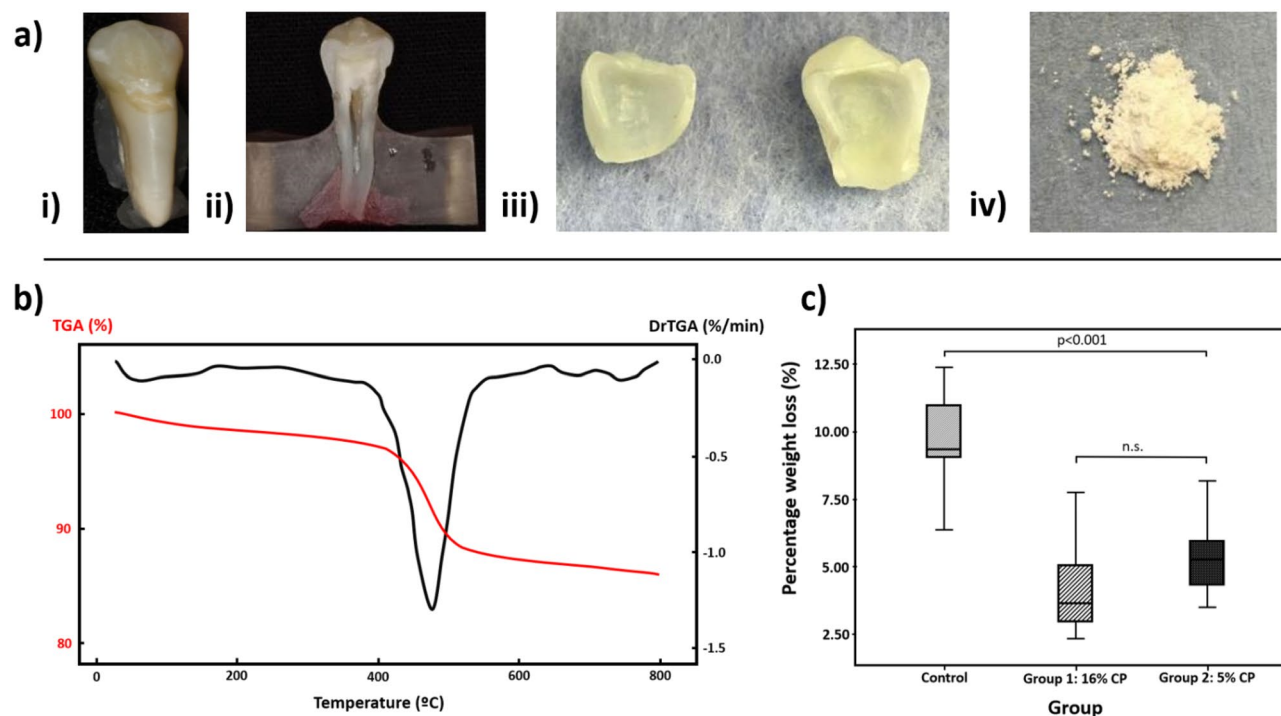 a)
i)
ii)
iii)
iv)
b)
TGA (%)
DrTGA (%/min)
100
90
80
0.0
-0.5
-1.0
-1.5
0
200
400
600
800
Temperature (ºC)
c)
Percentage weight loss (%)
12.50
10.00
7.50
5.00
2.50
p<0.001
n.s.
Control
Group 1: 16% CP
Group 2: 5% CP
Group